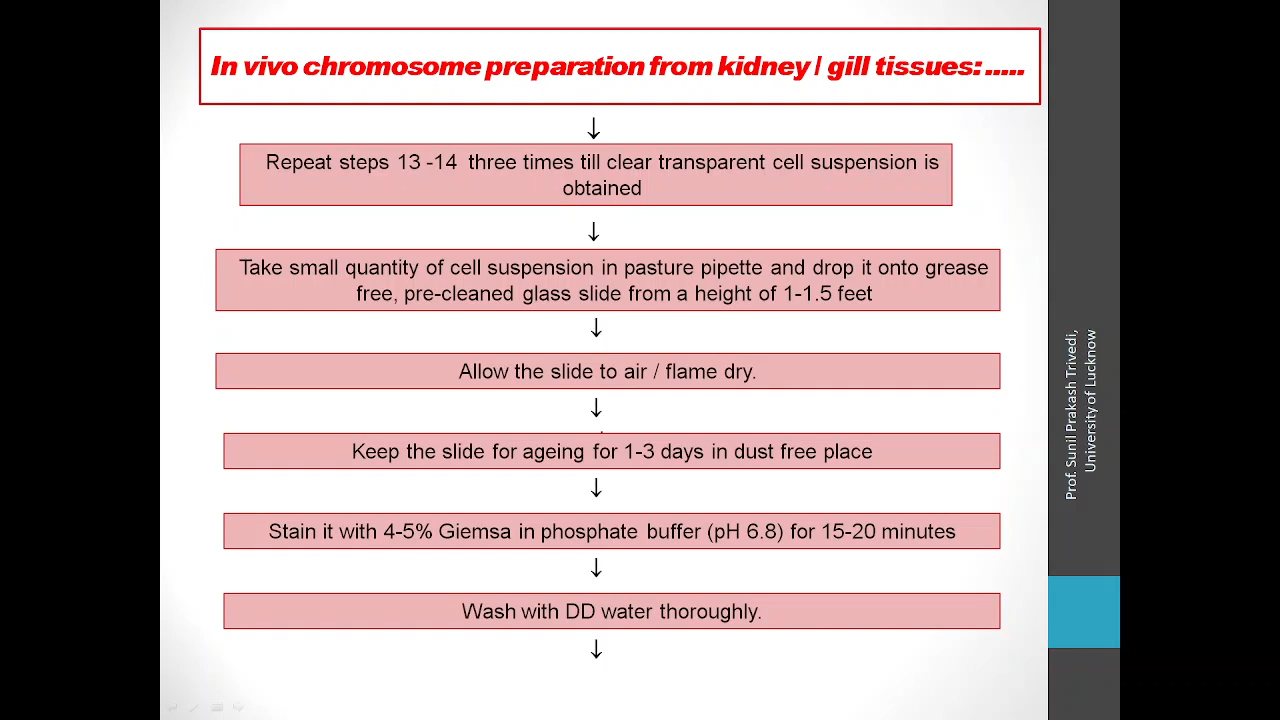 In vivo chromosome preparation from kidney / gill tissues: .....
↓
Repeat steps 13 -14 three times till clear transparent cell suspension is
obtained
↓
Take small quantity of cell suspension in pasture pipette and drop it onto grease
free, pre-cleaned glass slide from a height of 1-1.5 feet
↓
Allow the slide to air / flame dry.
↓
Keep the slide for ageing for 1-3 days in dust free place
↓
Stain it with 4-5% Giemsa in phosphate buffer (pH 6.8) for 15-20 minutes
↓
Wash with DD water thoroughly.
↓
Prof. Sunil Prakash Trivedi,
University of Lucknow